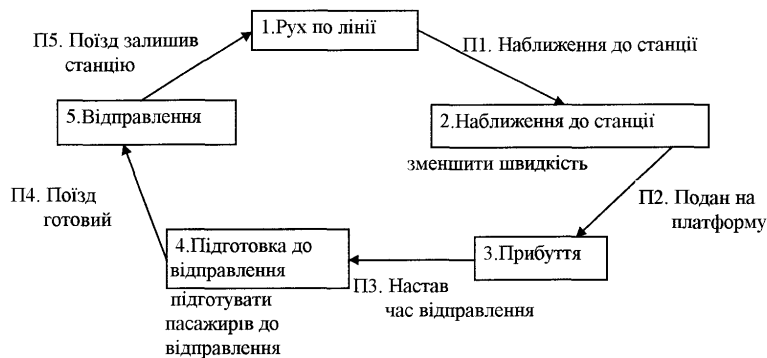 1.Рух по лінії
П5. Поїзд залишив
станцію
П1. Наближення до станції
5.Відправлення
2.Наближення до станції
зменшити швидкість
П4. Поїзд
готовий
П2. Подан на
платформу
4.Підготовка до
відправлення
3.Прибуття
П3. Настав
час відправлення
підготувати
пасажирів до
відправлення